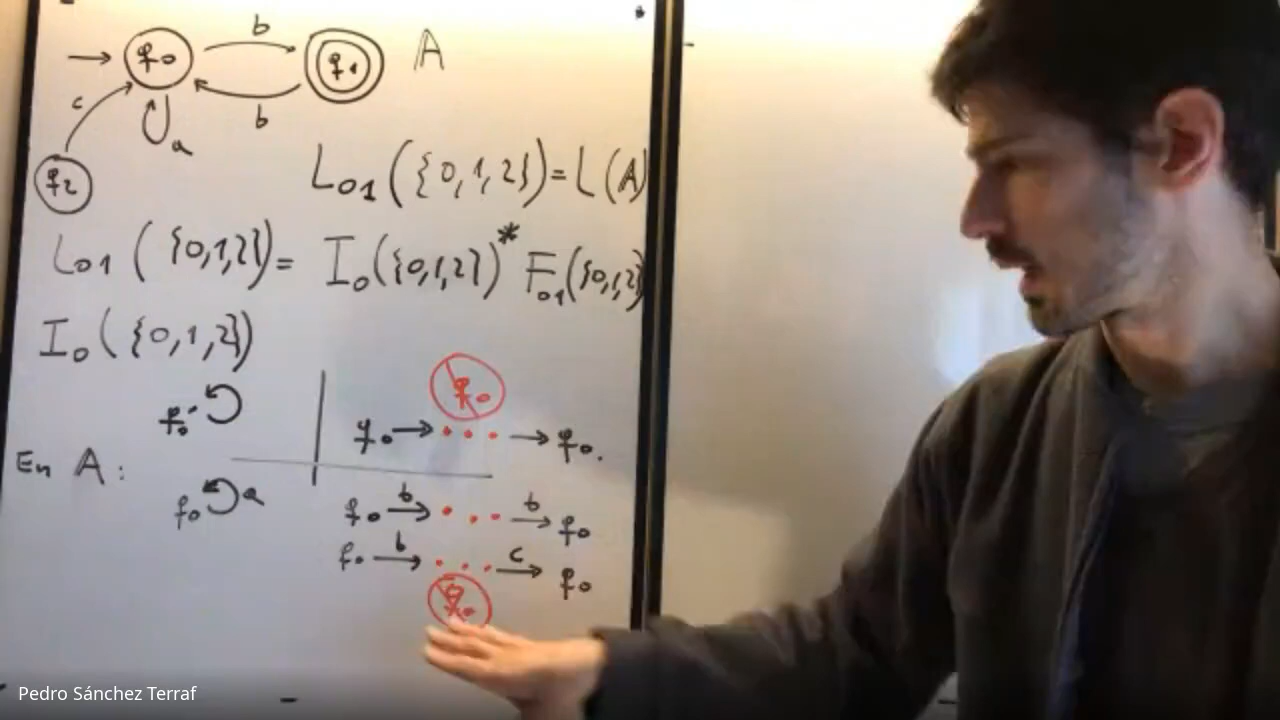 b
→ q₀ q₁ A
c b
a
q₂
L₀₁ ({0,1,2}) = L(A)
L₀₁ ({0,1,2}) = I₀({0,1,2})* F₀₁({0,1,2}
I₀ ({0,1,2})
q₀
q₀ q₀ → ... → q₀.
En A:
q₀ a q₀ b→ ... b→ q₀
q₀ b→ ... c→ q₀
q₀
Pedro Sánchez Terraf